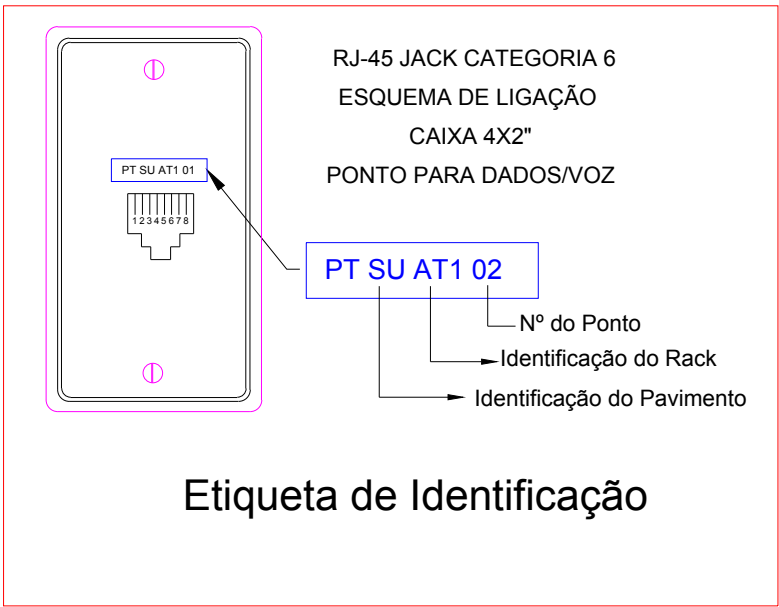 RJ-45 JACK CATEGORIA 6
ESQUEMA DE LIGAÇÃO
CAIXA 4X2"
PONTO PARA DADOS/VOZ
PT SU AT1 01
12345678
PT SU AT1 02
Nº do Ponto
Identificação do Rack
Identificação do Pavimento
Etiqueta de Identificação